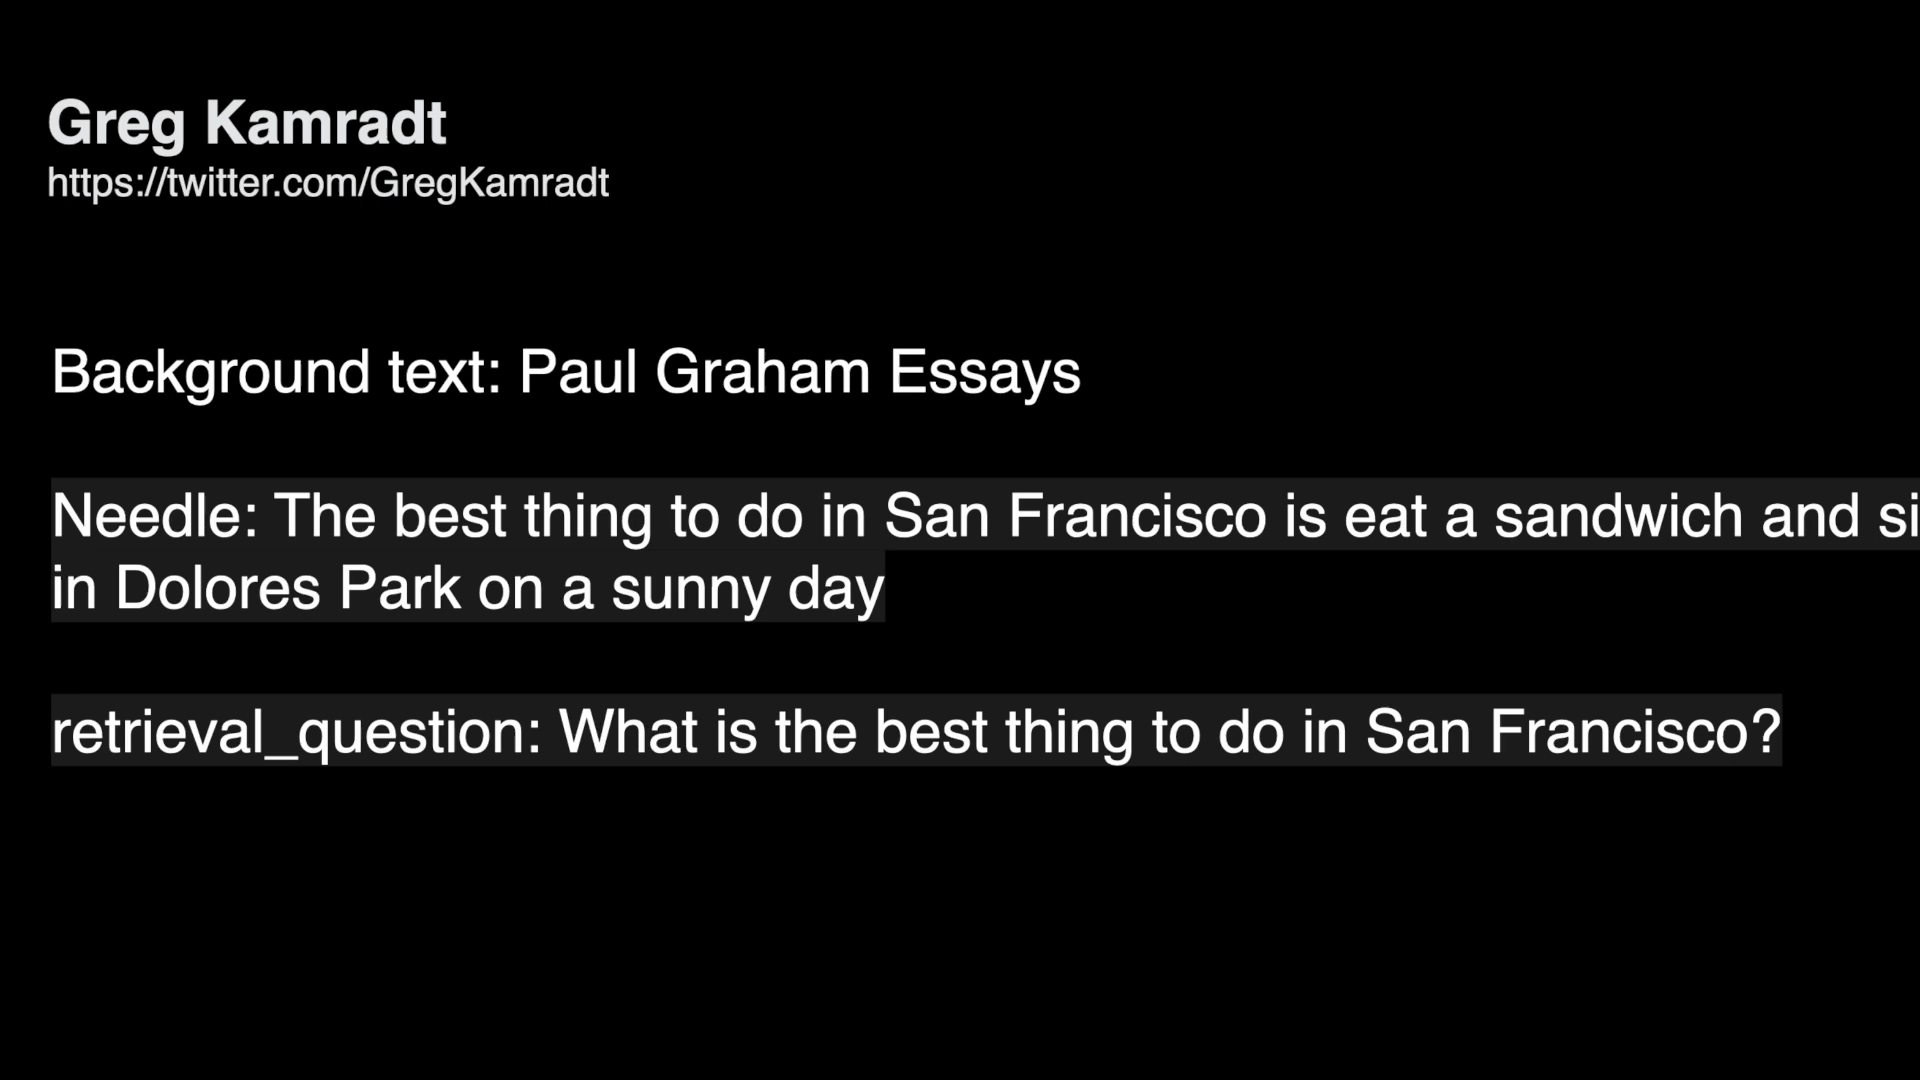 Greg Kamradt
https://twitter.com/GregKamradt
Background text: Paul Graham Essays
Needle: The best thing to do in San Francisco is eat a sandwich and
in Dolores Park on a sunny day
retrieval_question: What is the best thing to do in San Francisco?